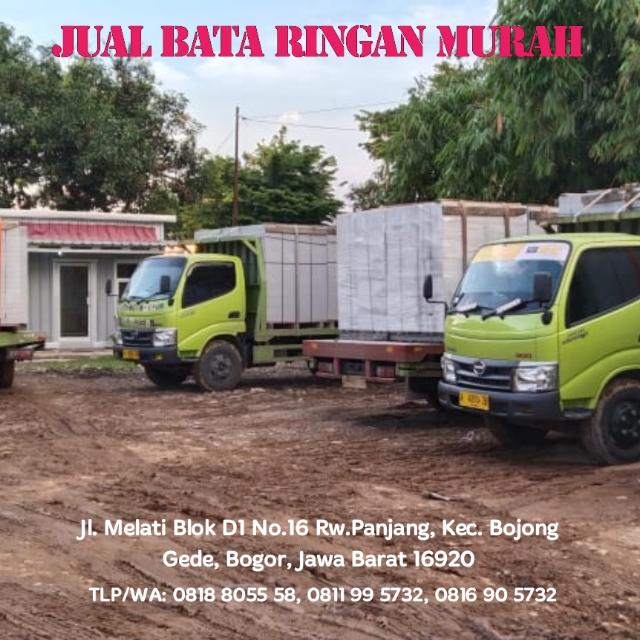 JUAL BATA RINGAN MURAH
Jl. Melati Blok D1 No.16 Rw.Panjang, Kec. Bojong
Gede, Bogor, Jawa Barat 16920
TLP/WA: 0818 8055 58, 0811 99 5732, 0816 90 5732